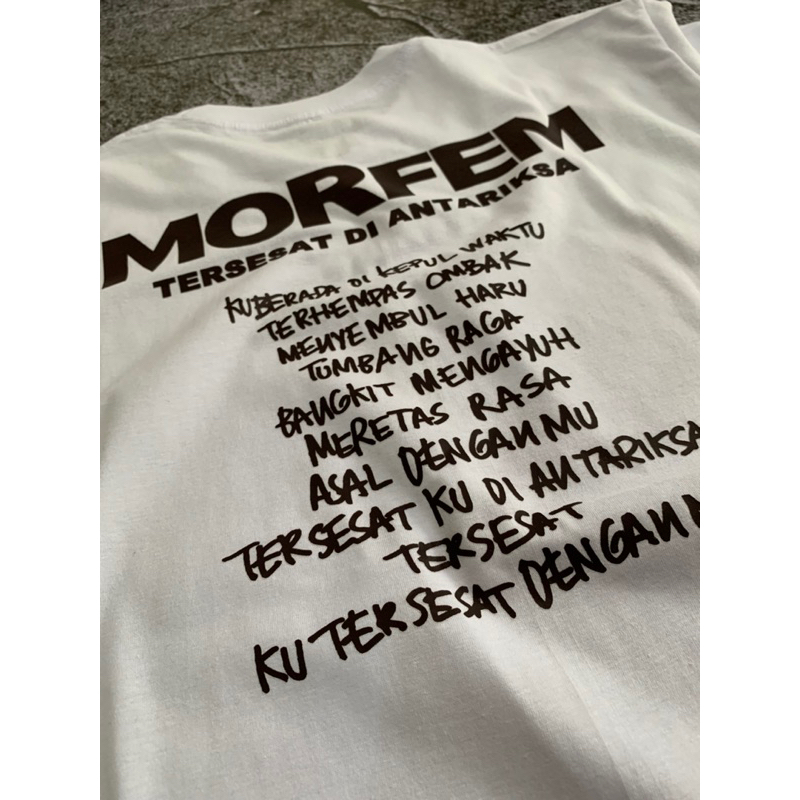 MORFEM
TERSESAT DI ANTARIKSA
KUBERADA DI KEPUL WAKTU
TERHEMPAS OMBAK
MENYEMBUL HARU
TUMBANG RAGA
BANGKIT MENGAYUH
MERETAS RASA
ASAL DENGANMU
TERSESAT KU DI ANTARIKSA
TERSESAT
KU TERSESAT DENGAN